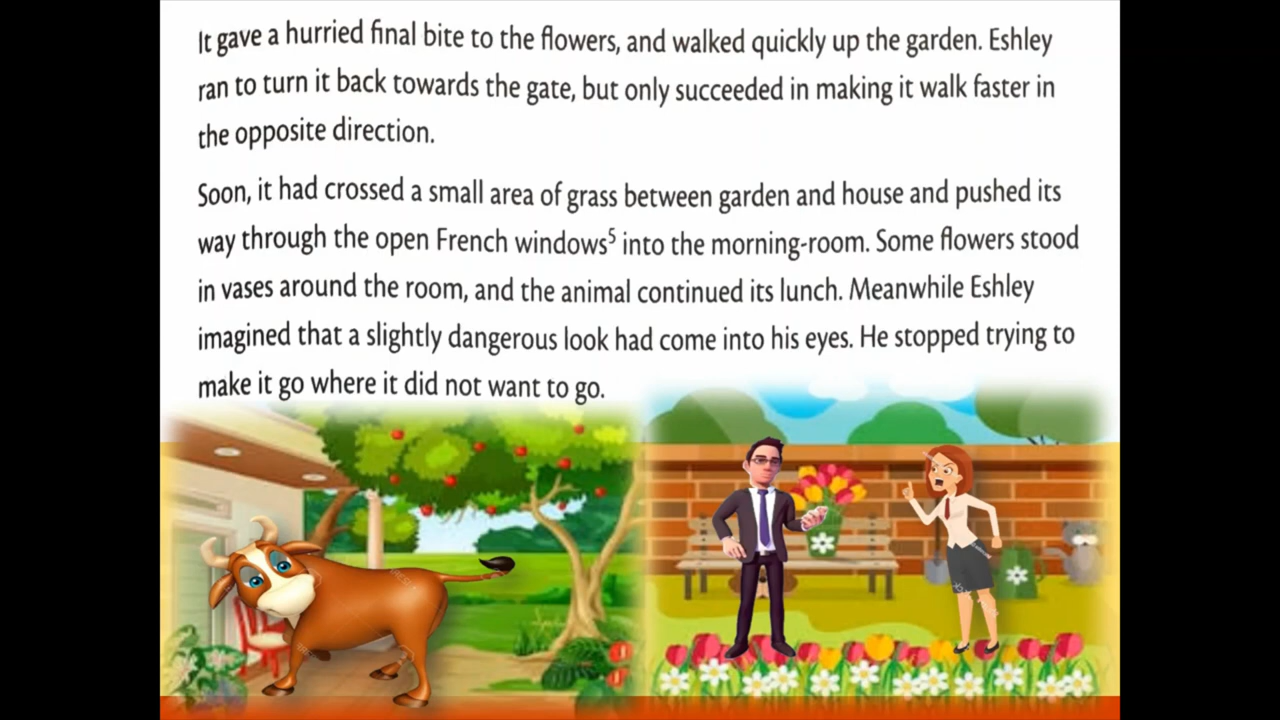 It gave a hurried final bite to the flowers, and walked quickly up the garden. Eshley
ran to turn it back towards the gate, but only succeeded in making it walk faster in
the opposite direction.
Soon, it had crossed a small area of grass between garden and house and pushed its
way through the open French windows⁵ into the morning-room. Some flowers stood
in vases around the room, and the animal continued its lunch. Meanwhile Eshley
imagined that a slightly dangerous look had come into his eyes. He stopped trying to
make it go where it did not want to go.